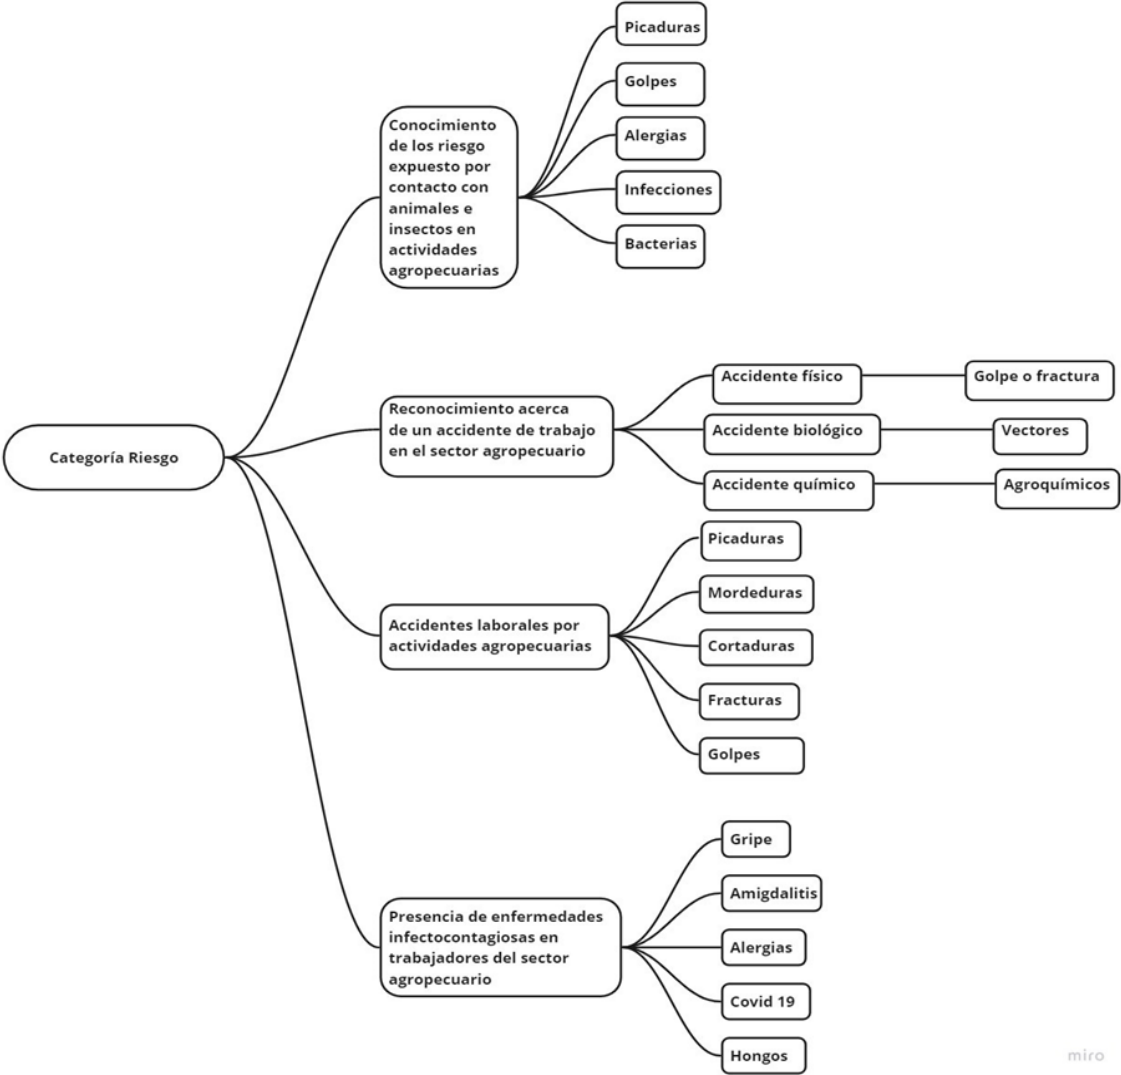 Categoría Riesgo
Conocimiento
de los riesgo
expuesto por
contacto con
animales e
insectos en
actividades
agropecuarias
Picaduras
Golpes
Alergias
Infecciones
Bacterias
Reconocimiento acerca
de un accidente de trabajo
en el sector agropecuario
Accidente físico
Golpe o fractura
Accidente biológico
Vectores
Accidente químico
Agroquímicos
Accidentes laborales por
actividades agropecuarias
Picaduras
Mordeduras
Cortaduras
Fracturas
Golpes
Presencia de enfermedades
infectocontagiosas en
trabajadores del sector
agropecuario
Gripe
Amigdalitis
Alergias
Covid 19
Hongos
miro